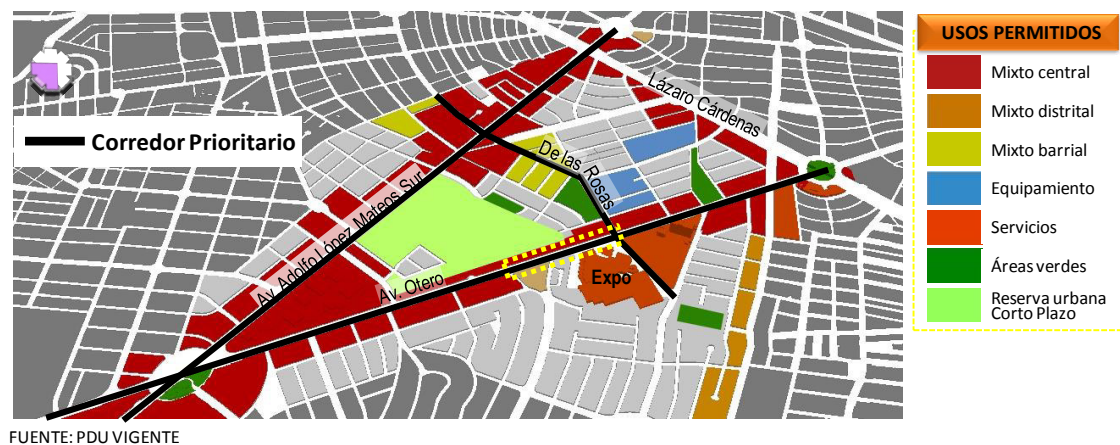 Corredor Prioritario
Lázaro Cárdenas
De las Rosas
Av. Adolfo López Mateos Sur
Av. Otero
Expo
USOS PERMITIDOS
Mixto central
Mixto distrital
Mixto barrial
Equipamiento
Servicios
Áreas verdes
Reserva urbana
Corto Plazo
FUENTE: PDU VIGENTE